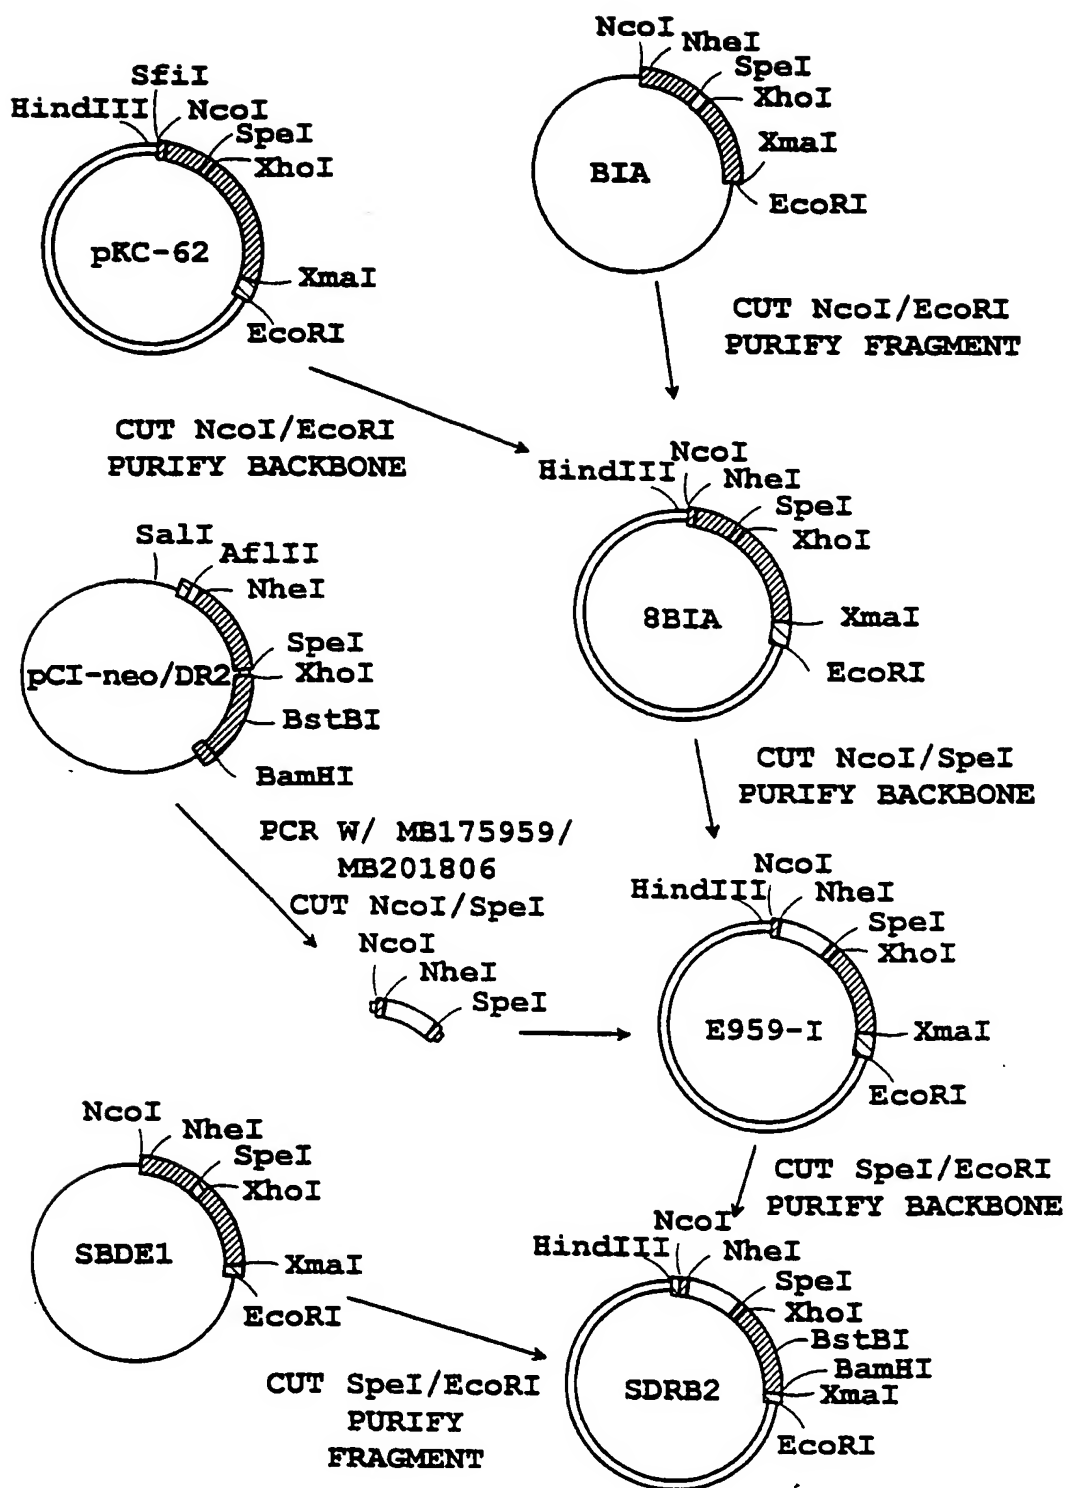 SfiI
HindIII
NcoI
SpeI
XhoI
pKC-62
XmaI
EcoRI
NcoI
NheI
SpeI
XhoI
BIA
XmaI
EcoRI
CUT NcoI/EcoRI
PURIFY FRAGMENT
CUT NcoI/EcoRI
PURIFY BACKBONE
NcoI
HindIII
NheI
SpeI
XhoI
8BIA
XmaI
EcoRI
SalI
AflII
NheI
SpeI
XhoI
pCI-neo/DR2
BstBI
BamHI
CUT NcoI/SpeI
PURIFY BACKBONE
PCR W/ MB175959/
MB201806
CUT NcoI/SpeI
NcoI
NheI
SpeI
NcoI
HindIII
NheI
SpeI
XhoI
E959-I
XmaI
EcoRI
NcoI
NheI
SpeI
XhoI
SBDE1
XmaI
EcoRI
CUT SpeI/EcoRI
PURIFY BACKBONE
CUT SpeI/EcoRI
PURIFY
FRAGMENT
NcoI
HindIII
NheI
SpeI
XhoI
BstBI
BamHI
SDRB2
XmaI
EcoRI